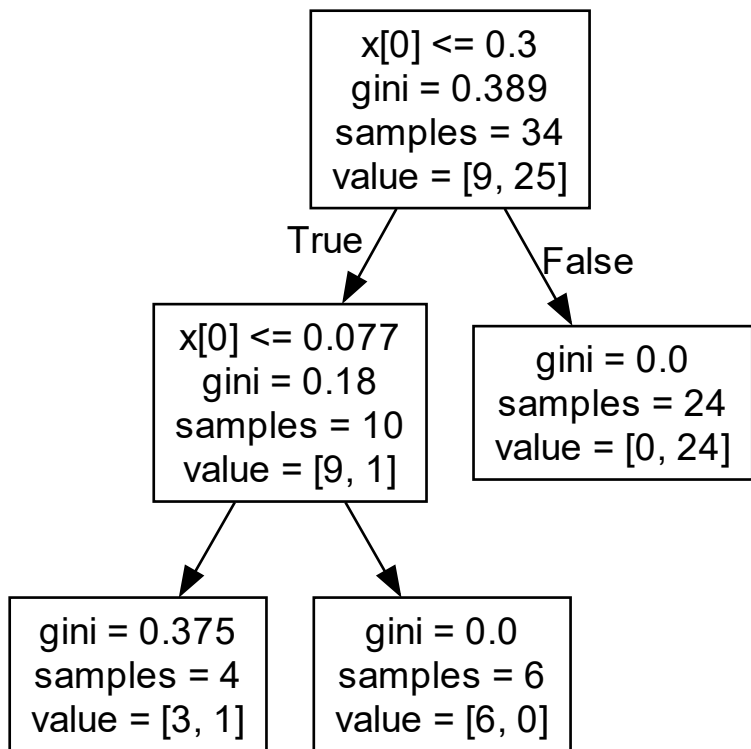 x[0] <= 0.3
gini = 0.389
samples = 34
value = [9, 25]
True
False
x[0] <= 0.077
gini = 0.18
samples = 10
value = [9, 1]
gini = 0.0
samples = 24
value = [0, 24]
gini = 0.375
samples = 4
value = [3, 1]
gini = 0.0
samples = 6
value = [6, 0]